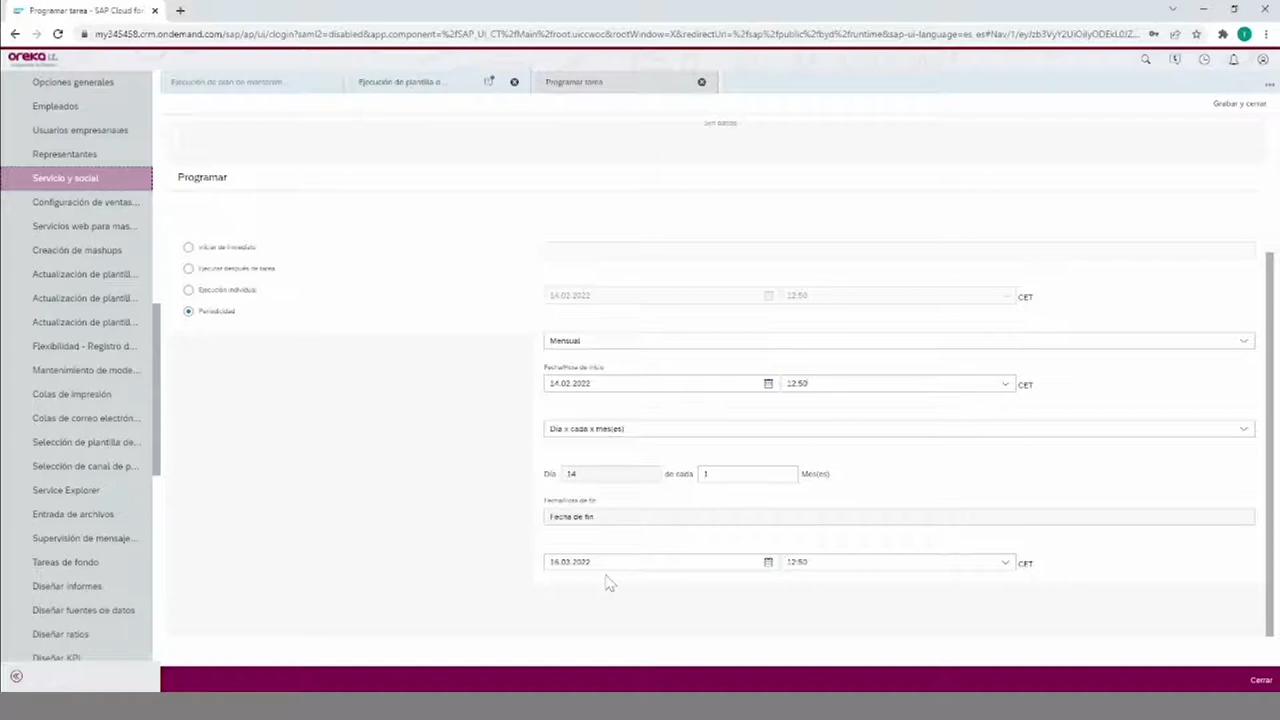 Programar tarea - SAP Cloud for
my345458.crm.ondemand.com/sap/ap/ui/clogin?saml2=disabled&app.component=%2fSAP_UI_CT%2fMain%2froot.uiccwoc&rootWindow=X&redirectUri=%2fsap%2fpublic%2fbyd%2fruntime&sap-ui-language=es_es#Nav/1/
oreka i.t.
Opciones generales
Empleados
Usuarios empresariales
Representantes
Servicio y social
Configuración de ventas...
Servicios web para mas...
Creación de mashups
Actualización de plantill...
Actualización de plantill...
Actualización de plantill...
Flexibilidad - Registro d...
Mantenimiento de mode...
Colas de impresión
Colas de correo electrón...
Selección de plantilla de...
Selección de canal de p...
Service Explorer
Entrada de archivos
Supervisión de mensaje...
Tareas de fondo
Diseñar informes
Diseñar fuentes de datos
Diseñar ratios
Diseñar KPI
Ejecución de plan de mantenim...
Ejecución de plantilla o...
Programar tarea
Grabar y cerrar
Sin datos
Programar
Iniciar de inmediato
Ejecutar después de tarea
Ejecución individual
Periodicidad
14.02.2022 12:50 CET
Mensual
Fecha/Hora de inicio
14.02.2022 12:50 CET
Día x cada x mes(es)
Día 14 de cada 1 Mes(es)
Fecha/Hora de fin
Fecha de fin
16.03.2022 12:50 CET
Cerrar